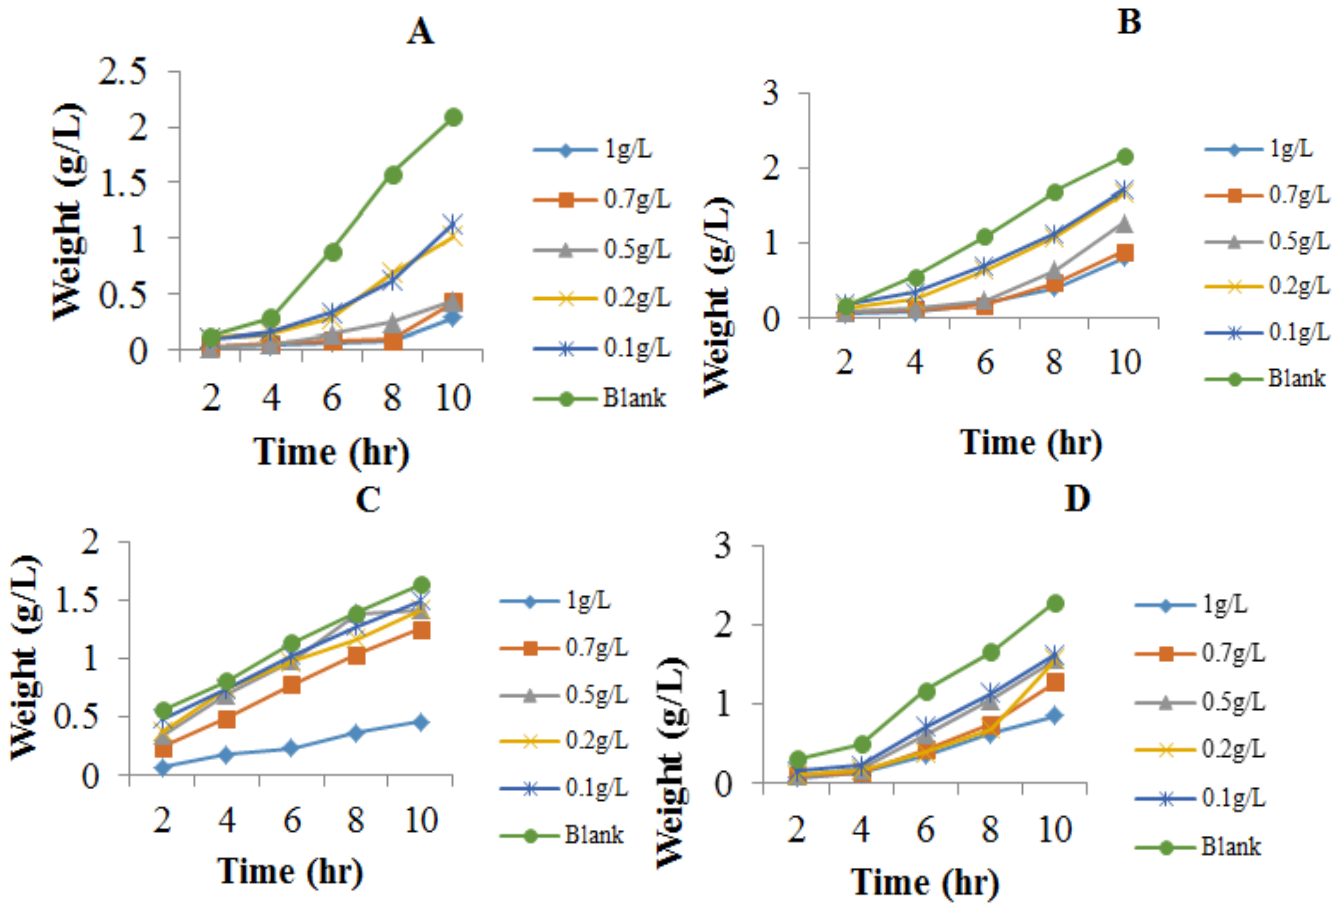 A
Weight (g/L)
2.5
2
1.5
1
0.5
0
2 4 6 8 10
Time (hr)
1g/L
0.7g/L
0.5g/L
0.2g/L
0.1g/L
Blank
B
Weight (g/L)
3
2
1
0
2 4 6 8 10
Time (hr)
1g/L
0.7g/L
0.5g/L
0.2g/L
0.1g/L
Blank
C
Weight (g/L)
2
1.5
1
0.5
0
2 4 6 8 10
Time (hr)
1g/L
0.7g/L
0.5g/L
0.2g/L
0.1g/L
Blank
D
Weight (g/L)
3
2
1
0
2 4 6 8 10
Time (hr)
1g/L
0.7g/L
0.5g/L
0.2g/L
0.1g/L
Blank